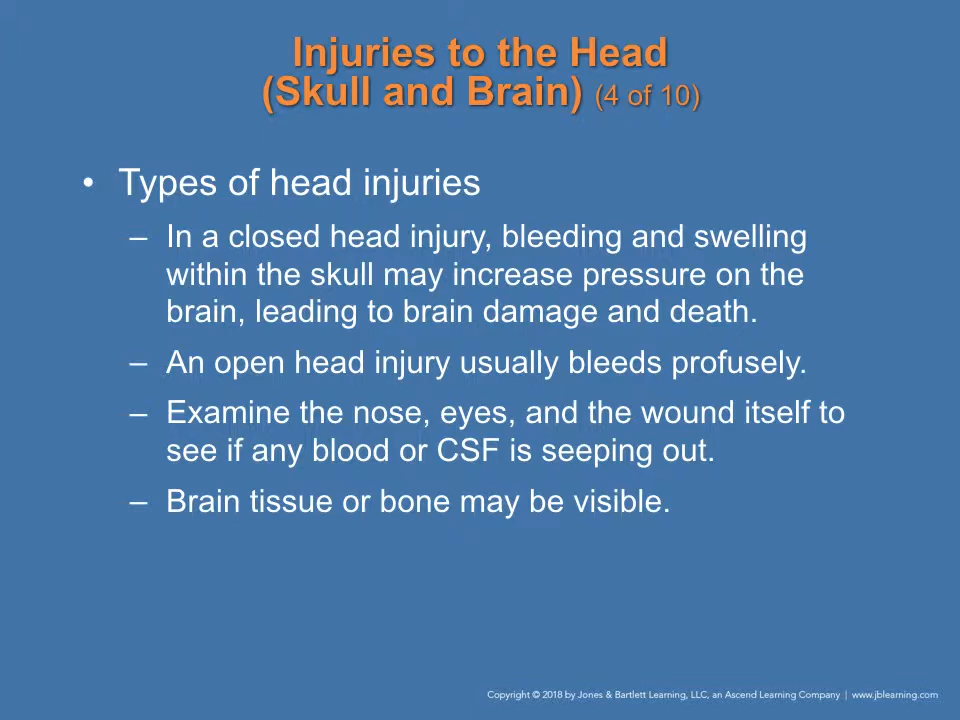 Injuries to the Head
(Skull and Brain) (4 of 10)
• Types of head injuries
– In a closed head injury, bleeding and swelling
within the skull may increase pressure on the
brain, leading to brain damage and death.
– An open head injury usually bleeds profusely.
– Examine the nose, eyes, and the wound itself to
see if any blood or CSF is seeping out.
– Brain tissue or bone may be visible.
Copyright © 2018 by Jones & Bartlett Learning, LLC, an Ascend Learning Company | www.jblearning.com